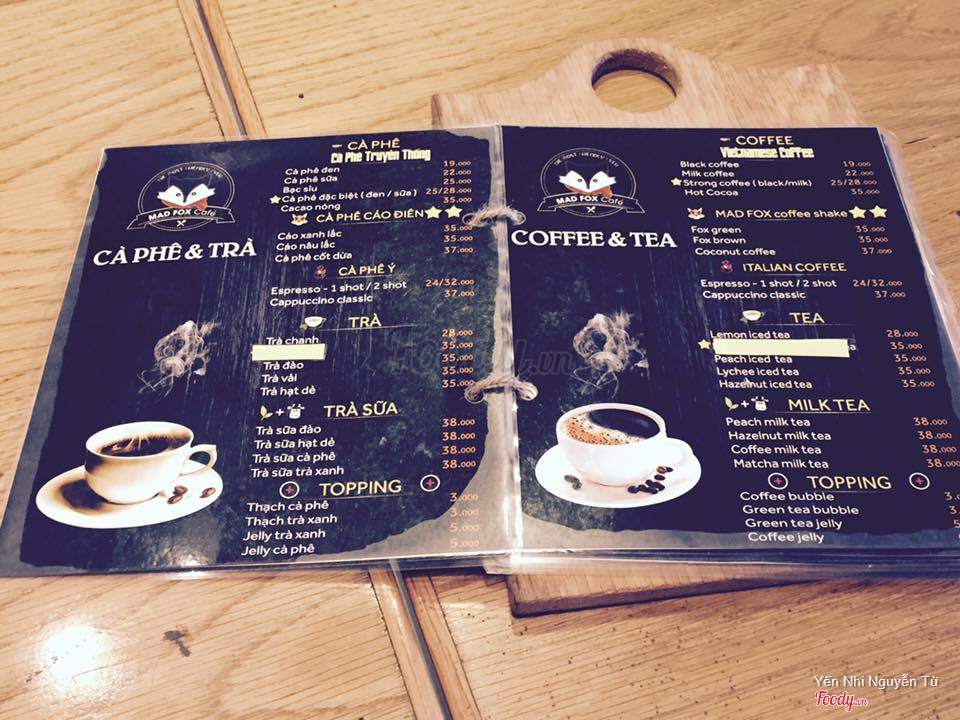 MAD FOX Café
CÀ PHÊ & TRÀ
CÀ PHÊ
Cà Phê Truyền Thống
Cà phê đen 19.000
Cà phê sữa 22.000
Bạc sỉu 25.000
Cà phê đặc biệt ( đen / sữa ) 25/28.000
Cacao nóng 35.000
CÀ PHÊ CÁO ĐIÊN
Cáo xanh lắc 35.000
Cáo nâu lắc 35.000
Cà phê cốt dừa 37.000
CÀ PHÊ Ý
Espresso - 1 shot / 2 shot 24/32.000
Cappuccino classic 37.000
TRÀ
Trà chanh 28.000
35.000
Trà đào 35.000
Trà vải 35.000
Trà hạt dẻ 35.000
TRÀ SỮA
Trà sữa đào 38.000
Trà sữa hạt dẻ 38.000
Trà sữa cà phê 38.000
Trà sữa trà xanh 38.000
TOPPING
Thạch cà phê 3.000
Thạch trà xanh 3.000
Jelly trà xanh 5.000
Jelly cà phê 5.000
MAD FOX Café
COFFEE & TEA
COFFEE
Vietnamese Coffee
Black coffee 19.000
Milk coffee 22.000
Strong coffee ( black/milk) 25/28.000
Hot Cocoa 35.000
MAD FOX coffee shake
Fox green 35.000
Fox brown 35.000
Coconut coffee 37.000
ITALIAN COFFEE
Espresso - 1 shot / 2 shot 24/32.000
Cappuccino classic 37.000
TEA
Lemon iced tea 28.000
35.000
Peach iced tea 35.000
Lychee iced tea 35.000
Hazelnut iced tea 35.000
MILK TEA
Peach milk tea 38.000
Hazelnut milk tea 38.000
Coffee milk tea 38.000
Matcha milk tea 38.000
TOPPING
Coffee bubble
Green tea bubble
Green tea jelly
Coffee jelly
Foody.vn
Yến Nhi Nguyễn Từ
Foody.vn